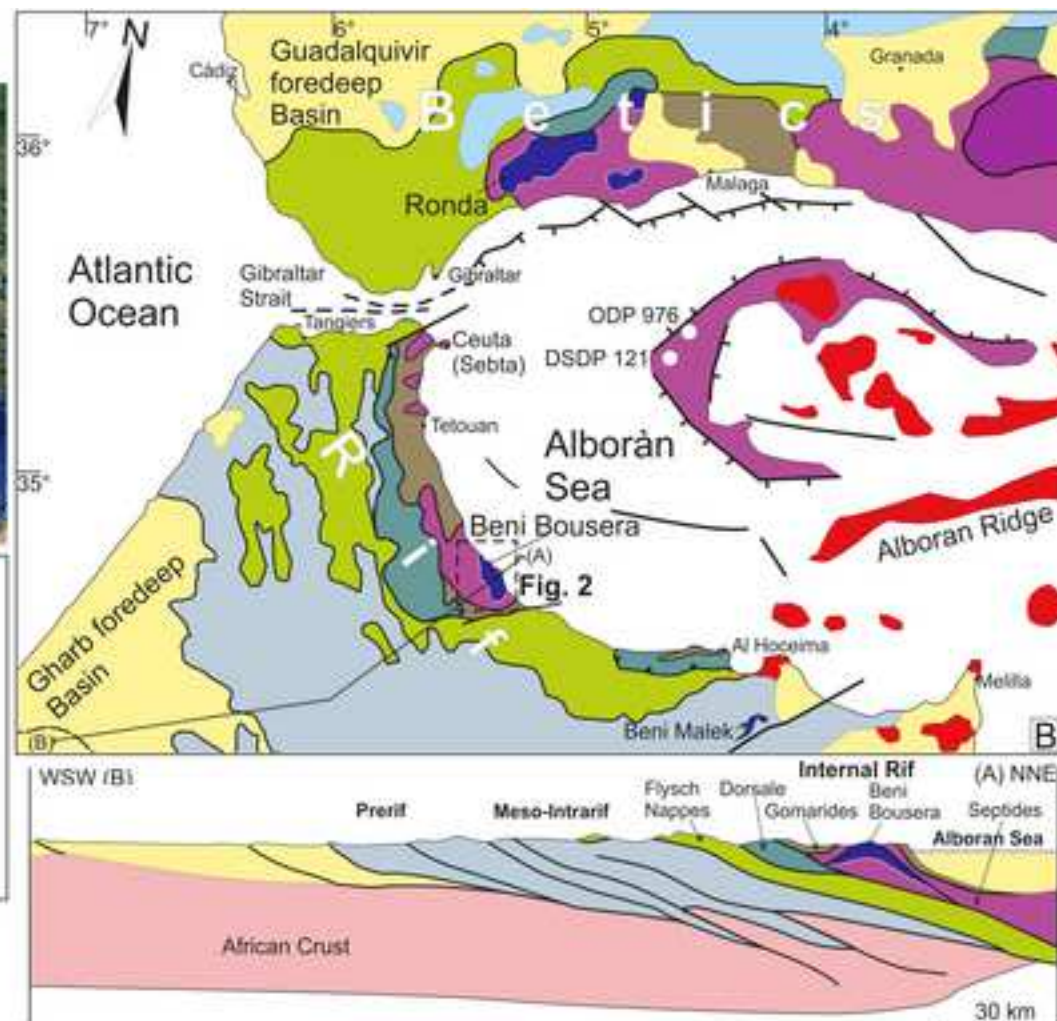 7°
6°
5°
4°
N
Cádiz
Guadalquivir
foredeep
Basin
Granada
Betics
36°
Ronda
Malaga
Atlantic
Ocean
Gibraltar
Strait
Gibraltar
Tangiers
Ceuta
(Sebta)
ODP 976
DSDP 121
Tetouan
Rif
Alboràn
Sea
35°
Beni Bousera
(A)
Fig. 2
Alboran Ridge
Gharb foredeep
Basin
Al Hoceima
Melilla
Beni Malek
(B)
B
WSW (B)
Internal Rif
(A) NNE
Flysch
Nappes
Dorsale
Gomarides
Beni
Bousera
Septides
Prerif
Meso-Intrarif
Alboran Sea
African Crust
30 km